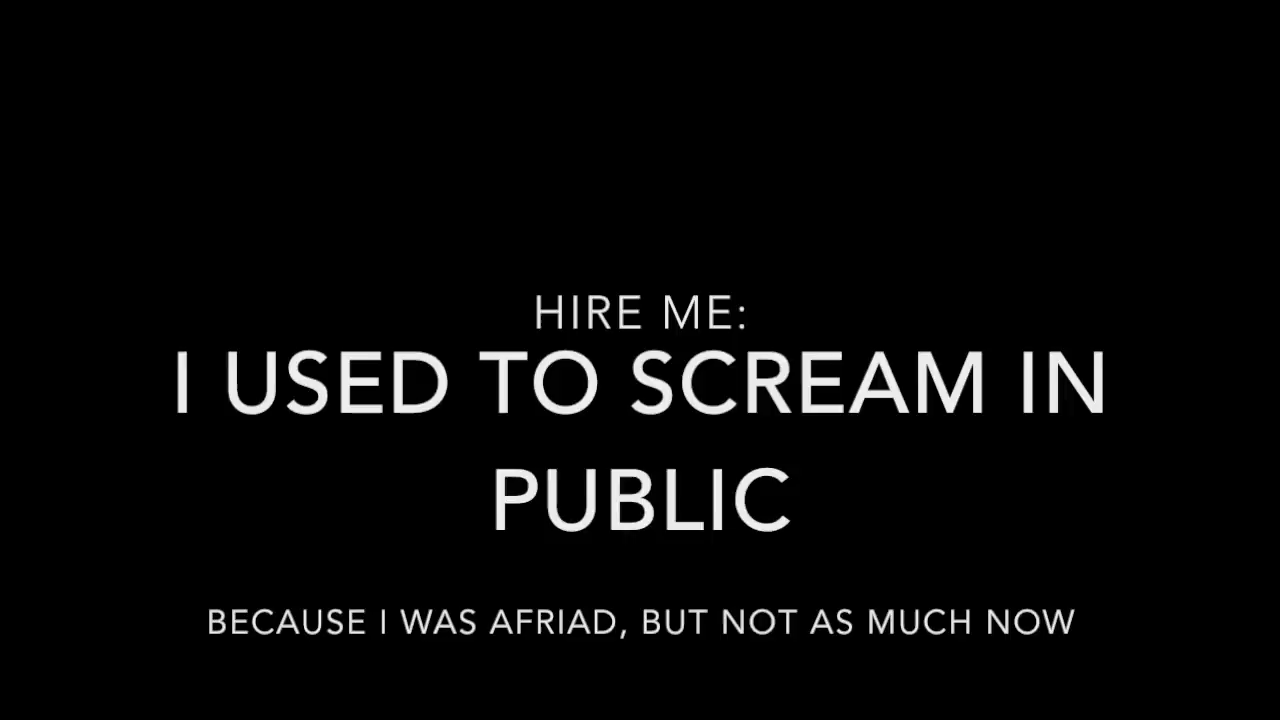 HIRE ME:
I USED TO SCREAM IN
PUBLIC
BECAUSE I WAS AFRIAD, BUT NOT AS MUCH NOW